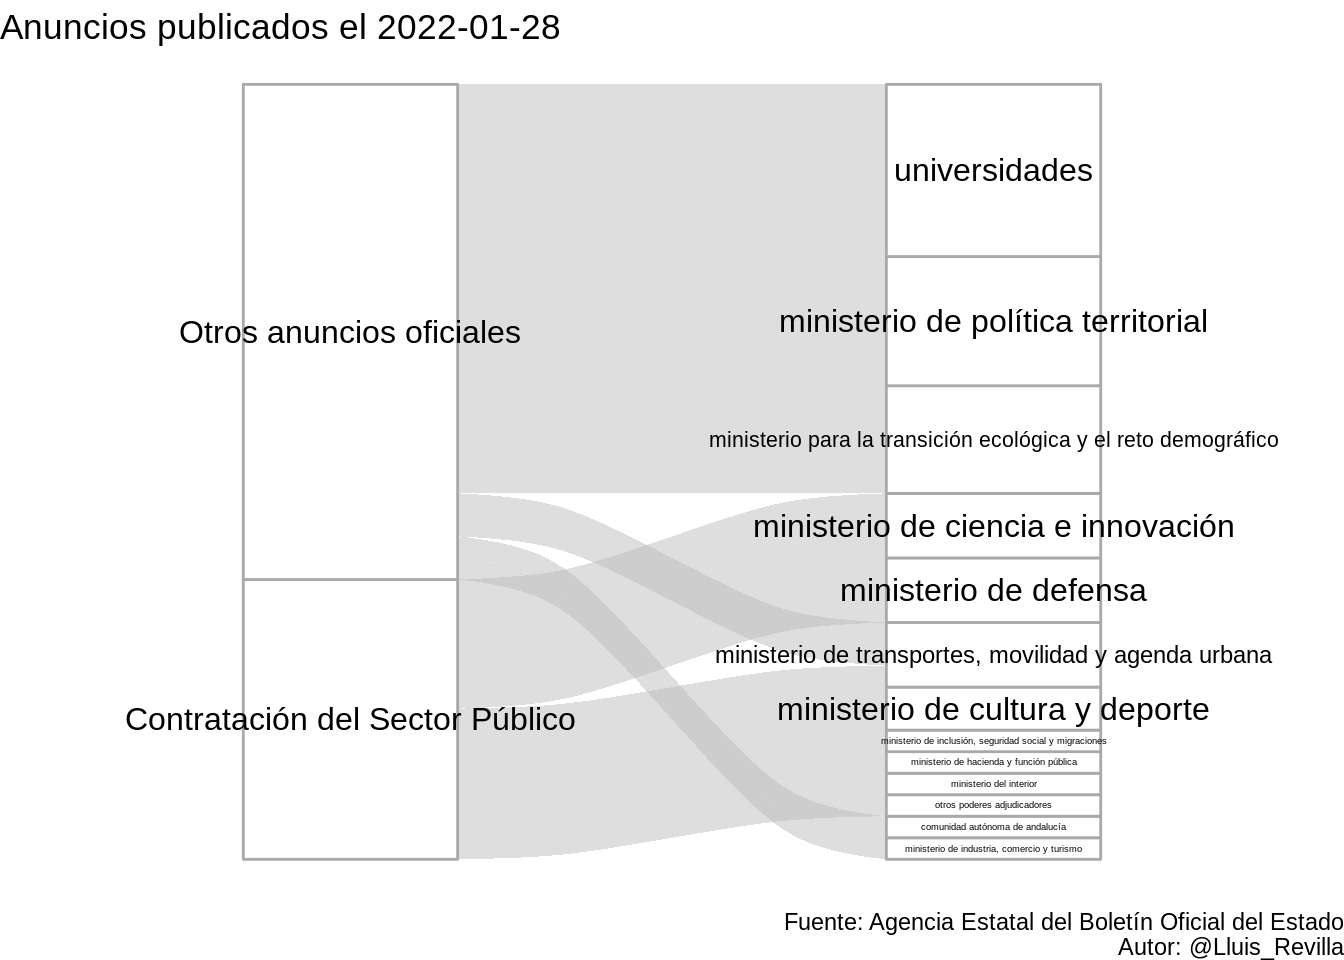 Anuncios publicados el 2022-01-28
universidades
ministerio de política territorial
Otros anuncios oficiales
ministerio para la transición ecológica y el reto demográfico
ministerio de ciencia e innovación
ministerio de defensa
ministerio de transportes, movilidad y agenda urbana
ministerio de cultura y deporte
Contratación del Sector Público
ministerio de inclusión, seguridad social y migraciones
ministerio de hacienda y función pública
ministerio del interior
otros poderes adjudicadores
comunidad autónoma de andalucía
ministerio de industria, comercio y turismo
Fuente: Agencia Estatal del Boletín Oficial del Estado
Autor: @Lluis_Revilla